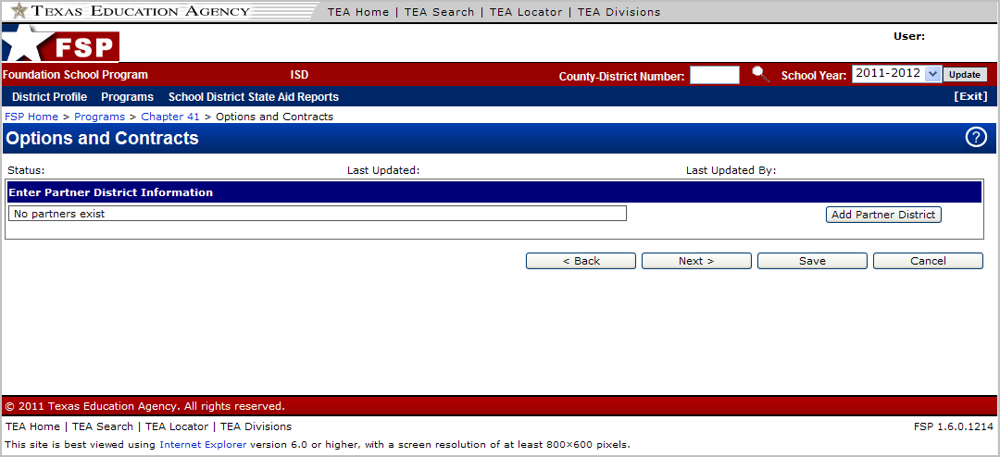 TEXAS EDUCATION AGENCY TEA Home | TEA Search | TEA Locator | TEA Divisions
FSP User:
Foundation School Program ISD County-District Number: School Year: 2011-2012 Update
District Profile Programs School District State Aid Reports [Exit]
FSP Home > Programs > Chapter 41 > Options and Contracts
Options and Contracts ?
Status: Last Updated: Last Updated By:
Enter Partner District Information
No partners exist Add Partner District
< Back Next > Save Cancel
© 2011 Texas Education Agency. All rights reserved.
TEA Home | TEA Search | TEA Locator | TEA Divisions FSP 1.6.0.1214
This site is best viewed using Internet Explorer version 6.0 or higher, with a screen resolution of at least 800×600 pixels.